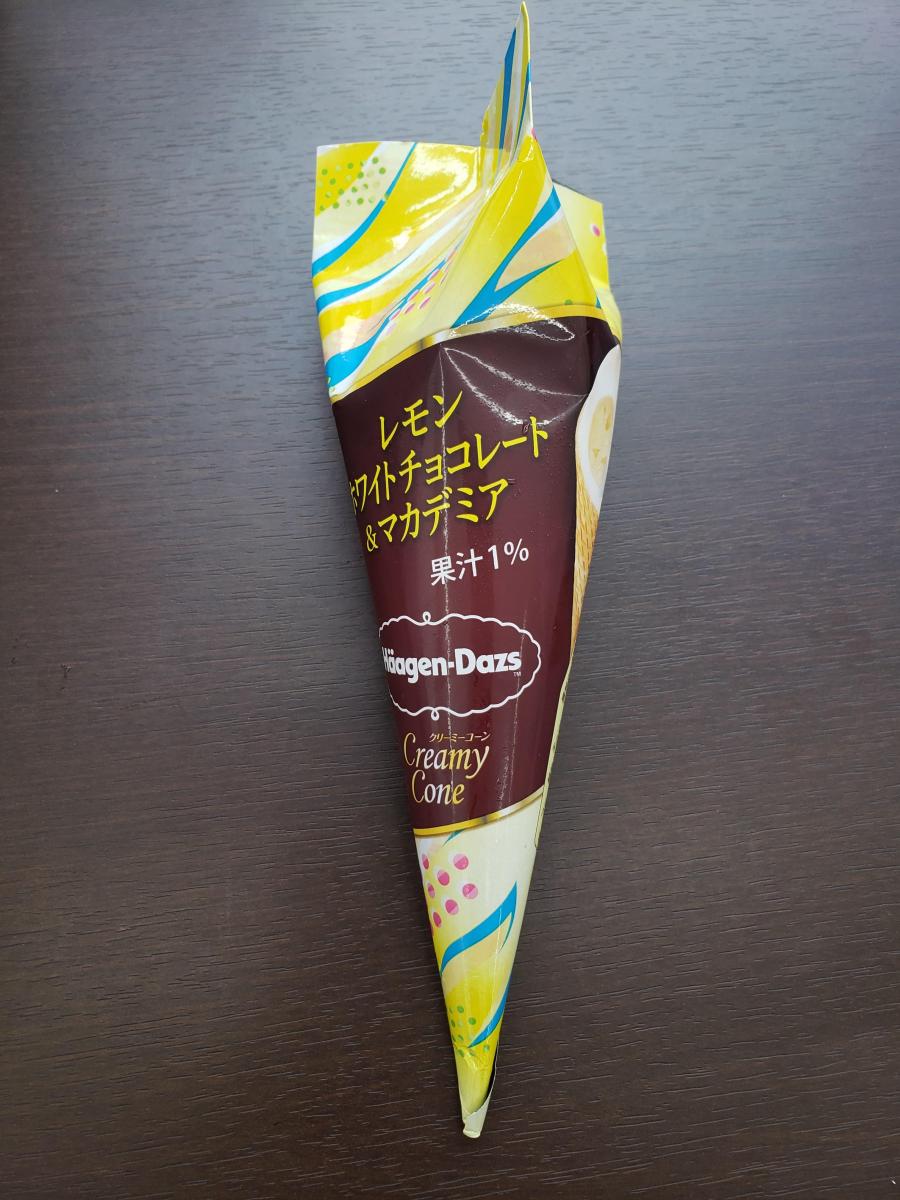 レモン
ホワイトチョコレート
&マカデミア
果汁1%
Häagen-Dazs
TM
クリーミーコーン
Creamy
Cone